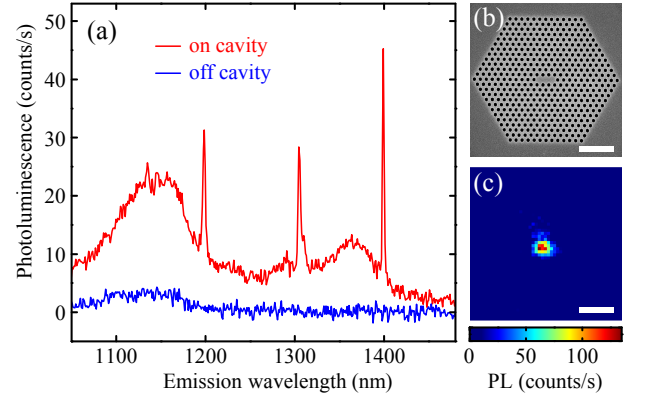 (a)
on cavity
off cavity
Photoluminescence (counts/s)
50
40
30
20
10
0
1100
1200
1300
1400
Emission wavelength (nm)
(b)
(c)
0
50
100
PL (counts/s)